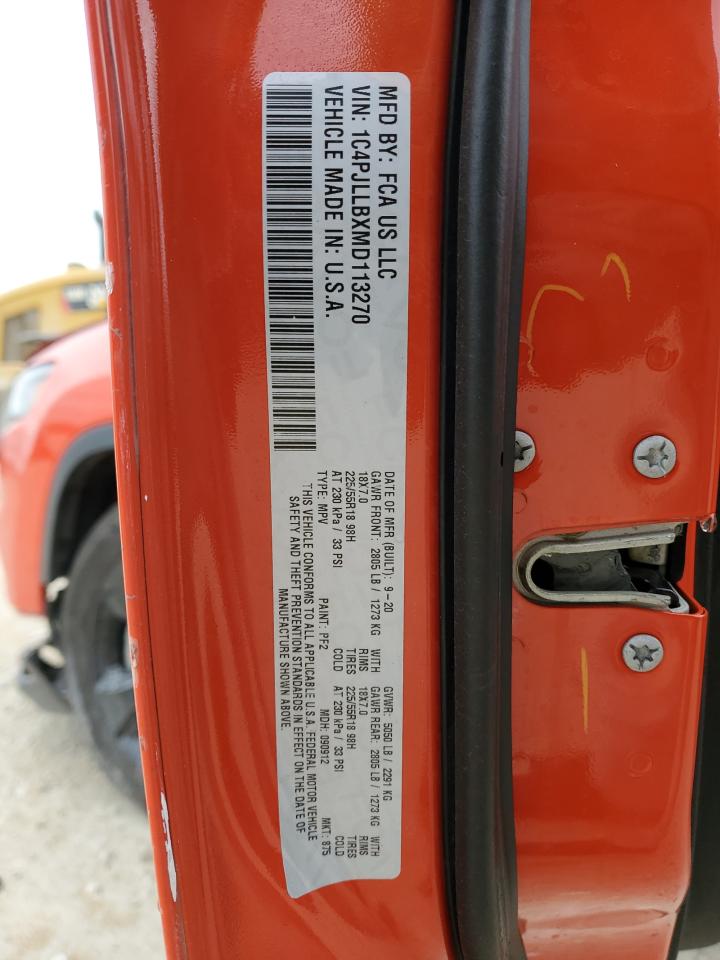 MFD BY: FCA US LLC
VIN: 1C4PJLLBXMD113270
VEHICLE MADE IN: U.S.A.
DATE OF MFR (BUILT): 9-20 GVWR: 5050 LB / 2291 KG
GAWR FRONT: 2805 LB / 1273 KG WITH GAWR REAR: 2805 LB / 1273 KG WITH
18X7.0 RIMS 18X7.0 RIMS
225/55R18 98H TIRES 225/55R18 98H TIRES
AT 230 kPa / 33 PSI COLD AT 230 kPa / 33 PSI COLD
TYPE: MPV PAINT: PF2 MDH: 090912 MKT: 875
THIS VEHICLE CONFORMS TO ALL APPLICABLE U.S.A. FEDERAL MOTOR VEHICLE
SAFETY AND THEFT PREVENTION STANDARDS IN EFFECT ON THE DATE OF
MANUFACTURE SHOWN ABOVE.